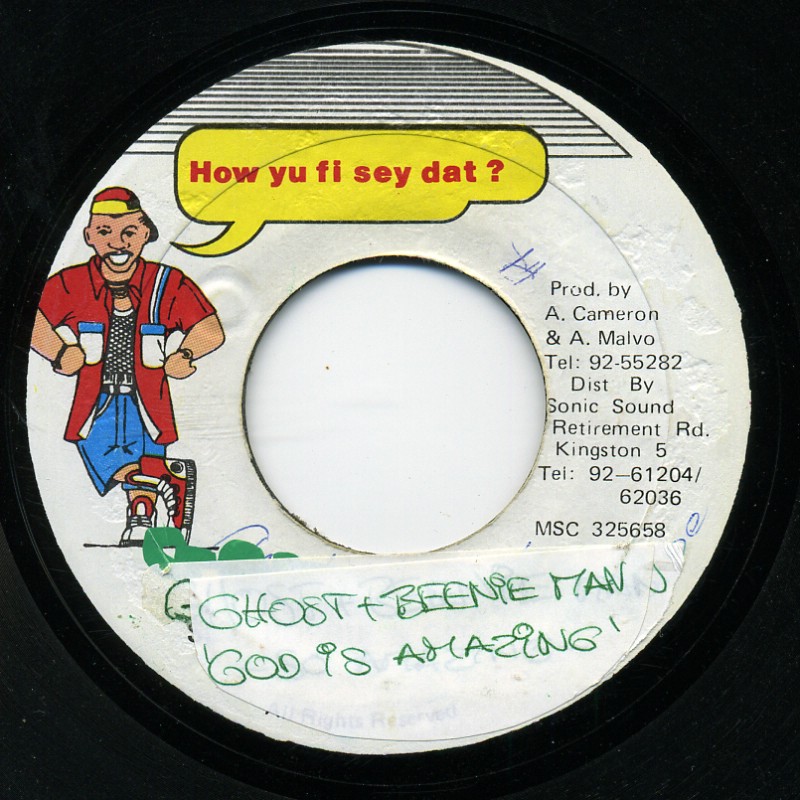 How yu fi sey dat ?
Prod. by
A. Cameron
& A. Malvo
Tel: 92-55282
Dist By
Sonic Sound
Retirement Rd.
Kingston 5
Tel: 92-61204/
62036
MSC 325658
GHOST + BEENIE MAN
'GOD IS AMAZING'
All Rights Reserved